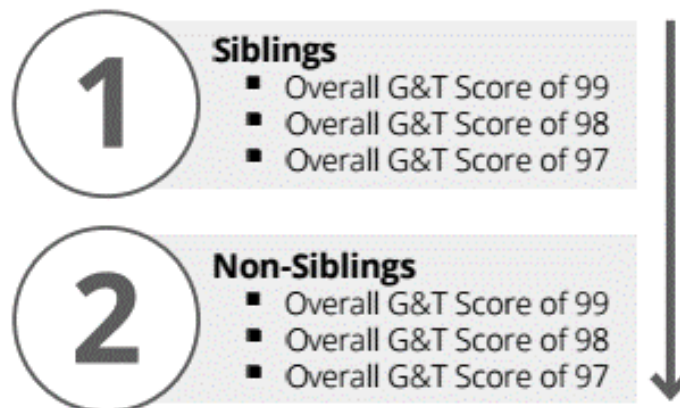 1
Siblings
▪ Overall G&T Score of 99
▪ Overall G&T Score of 98
▪ Overall G&T Score of 97
2
Non-Siblings
▪ Overall G&T Score of 99
▪ Overall G&T Score of 98
▪ Overall G&T Score of 97